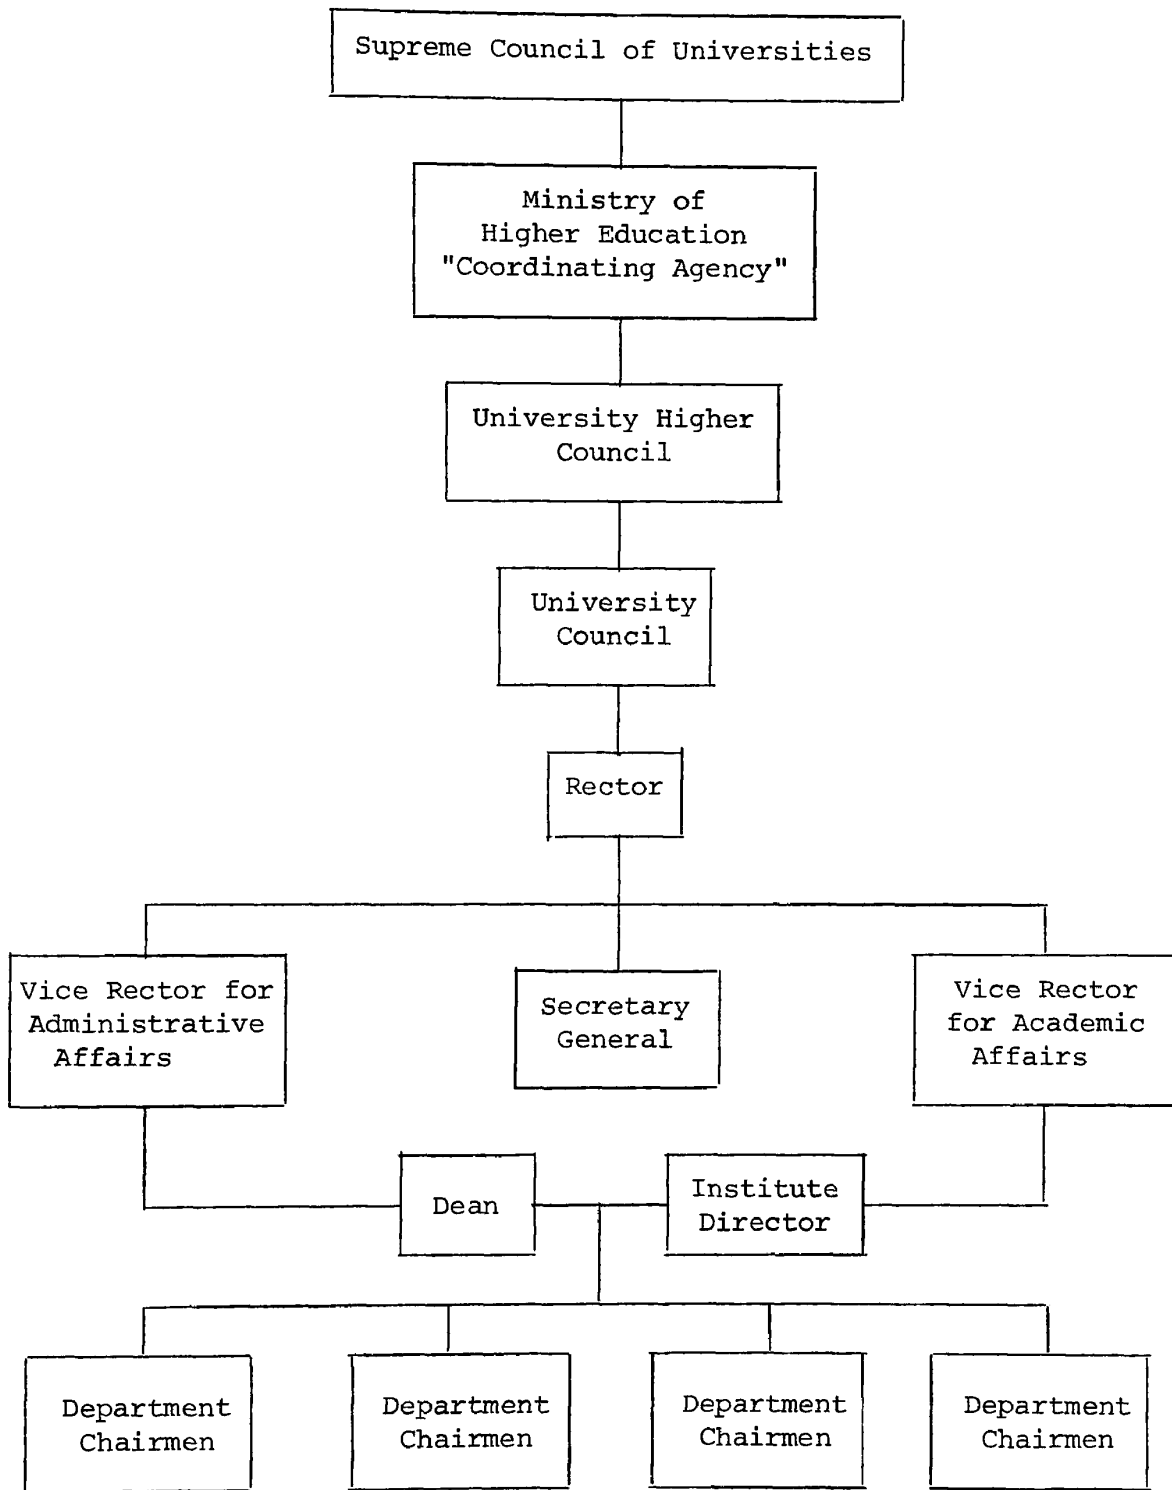 Supreme Council of Universities
Ministry of
Higher Education
"Coordinating Agency"
University Higher
Council
University
Council
Rector
Vice Rector for
Administrative
Affairs
Secretary
General
Vice Rector
for Academic
Affairs
Dean
Institute
Director
Department
Chairmen
Department
Chairmen
Department
Chairmen
Department
Chairmen